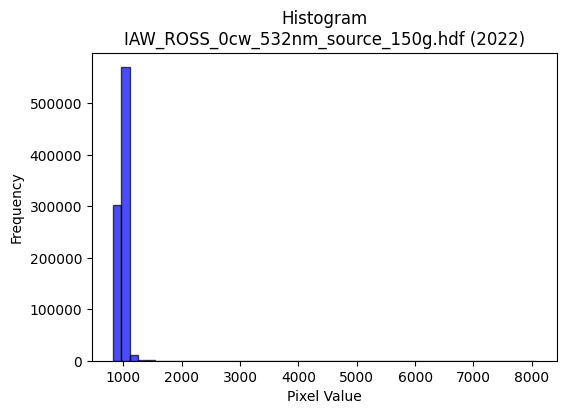 Histogram
IAW_ROSS_0cw_532nm_source_150g.hdf (2022)
500000
400000
300000
200000
100000
0
Frequency
1000 2000 3000 4000 5000 6000 7000 8000
Pixel Value